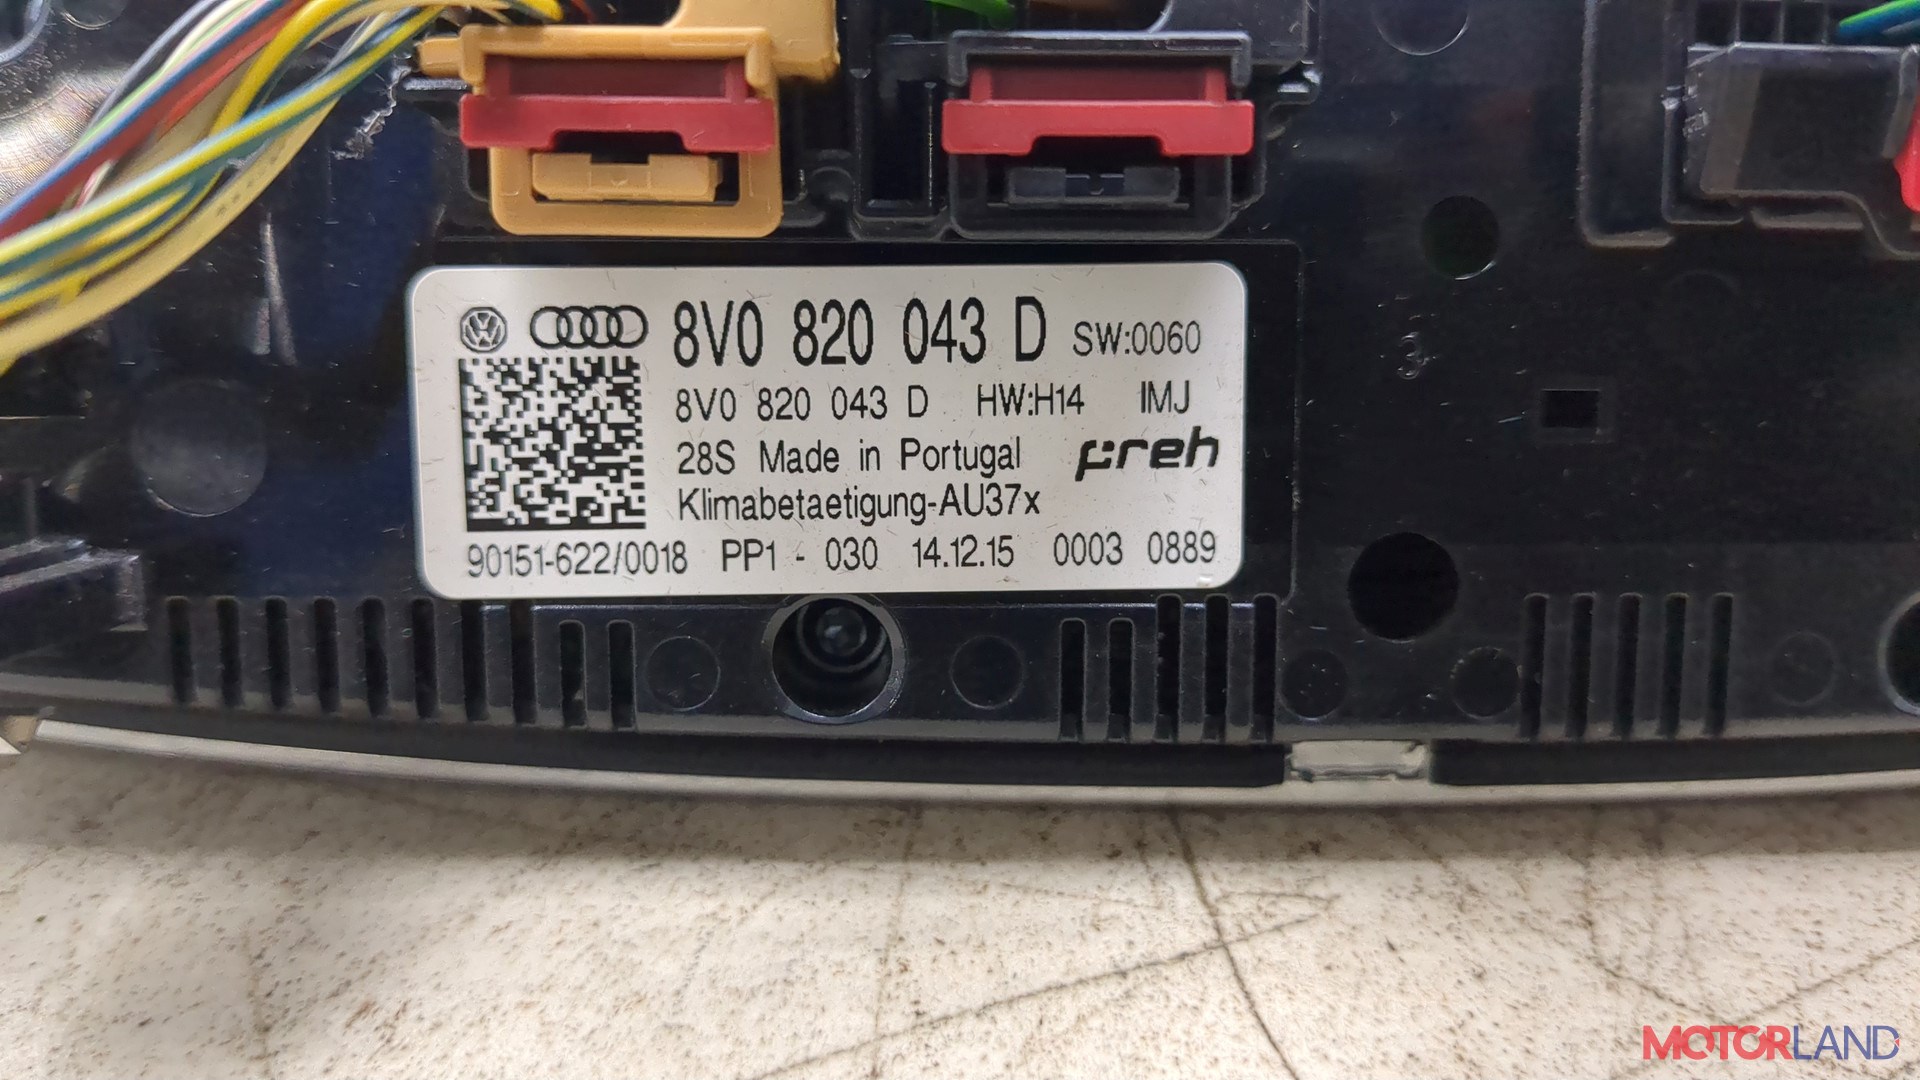 8V0 820 043 D SW:0060
8V0 820 043 D HW:H14 IMJ
28S Made in Portugal preh
Klimabetaetigung-AU37x
90151-622/0018 PP1 - 030 14.12.15 0003 0889
3
MOTORLAND